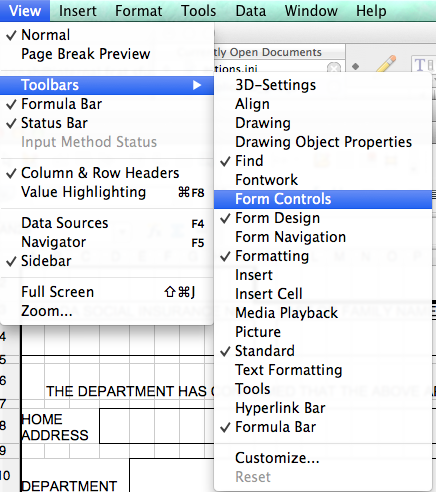 View Insert Format Tools Data Window Help
Normal
Page Break Preview
Toolbars
Formula Bar
Status Bar
Input Method Status
Column & Row Headers
Value Highlighting ⌘F8
Data Sources F4
Navigator F5
Sidebar
Full Screen ⇧⌘J
Zoom...
tly Open Documents
tions.ini
3D-Settings
Align
Drawing
Drawing Object Properties
Find
Fontwork
Form Controls
Form Design
Form Navigation
Formatting
Insert
Insert Cell
Media Playback
Picture
Standard
Text Formatting
Tools
Hyperlink Bar
Formula Bar
Customize...
Reset
6
THE DEPARTMENT HAS
7
8
HOME
ADDRESS
9
10
DEPARTMENT